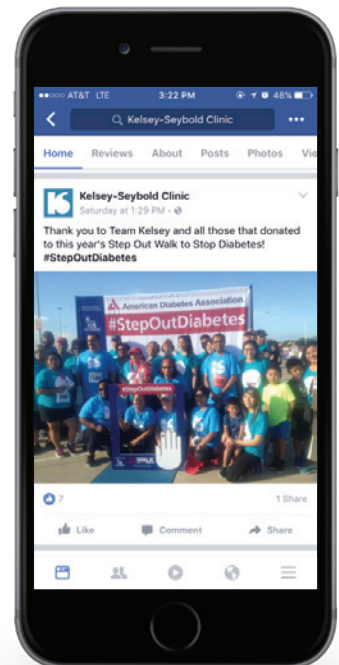 AT&T LTE 3:22 PM 48%
Kelsey-Seybold Clinic
Home Reviews About Posts Photos Vie
Kelsey-Seybold Clinic
Saturday at 1:29 PM
Thank you to Team Kelsey and all those that donated
to this year's Step Out Walk to Stop Diabetes!
#StepOutDiabetes
American Diabetes Association
#StepOutDiabetes
#StepOutDiabetes
WALK
7 1 Share
Like Comment Share